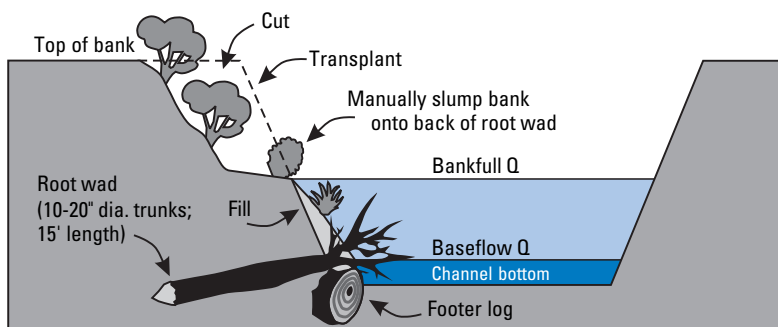 Cut
Top of bank
Transplant
Manually slump bank
onto back of root wad
Bankfull Q
Root wad
(10-20" dia. trunks;
15' length)
Fill
Baseflow Q
Channel bottom
Footer log